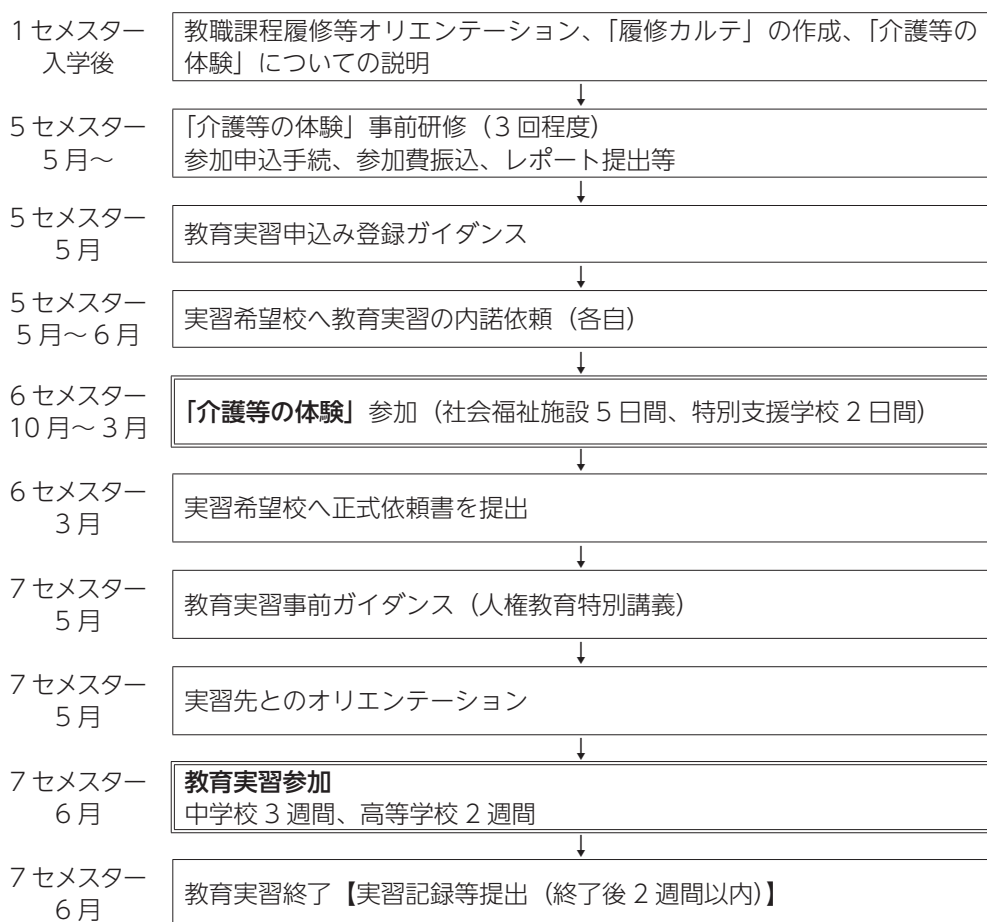 1セメスター
入学後
教職課程履修等オリエンテーション、「履修カルテ」の作成、「介護等の
体験」についての説明
↓
5セメスター
5月～
「介護等の体験」事前研修（3回程度）
参加申込手続、参加費振込、レポート提出等
↓
5セメスター
5月
教育実習申込み登録ガイダンス
↓
5セメスター
5月～6月
実習希望校へ教育実習の内諾依頼（各自）
↓
6セメスター
10月～3月
「介護等の体験」参加（社会福祉施設5日間、特別支援学校2日間）
↓
6セメスター
3月
実習希望校へ正式依頼書を提出
↓
7セメスター
5月
教育実習事前ガイダンス（人権教育特別講義）
↓
7セメスター
5月
実習先とのオリエンテーション
↓
7セメスター
6月
教育実習参加
中学校3週間、高等学校2週間
↓
7セメスター
6月
教育実習終了【実習記録等提出（終了後2週間以内）】